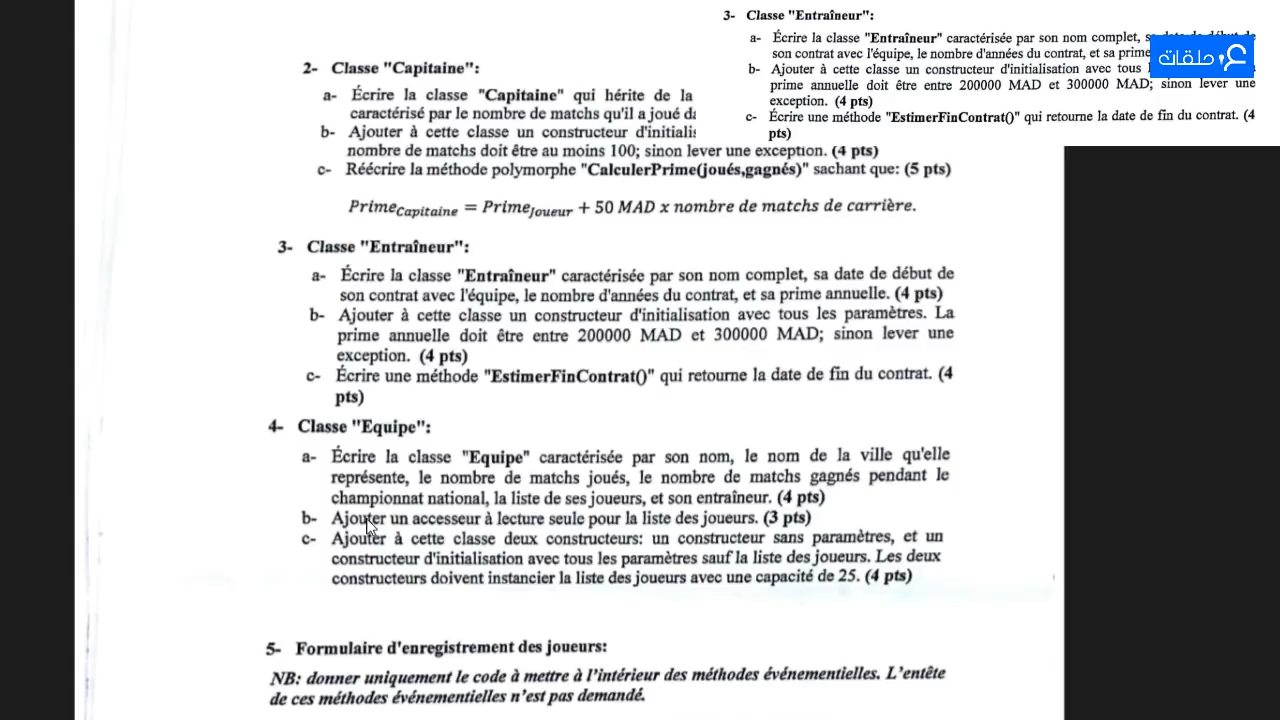 3- Classe "Entraîneur":
a- Écrire la classe "Entraîneur" caractérisée par son nom complet,
son contrat avec l'équipe, le nombre d'années du contrat, et sa prime
حلقات
b- Ajouter à cette classe un constructeur d'initialisation avec tous
prime annuelle doit être entre 200000 MAD et 300000 MAD; sinon lever une
exception. (4 pts)
c- Écrire une méthode "EstimerFinContrat()" qui retourne la date de fin du contrat. (4
pts)
2- Classe "Capitaine":
a- Écrire la classe "Capitaine" qui hérite de la
caractérisé par le nombre de matchs qu'il a joué
b- Ajouter à cette classe un constructeur
nombre de matchs doit être au moins 100; sinon lever une exception. (4 pts)
c- Réécrire la méthode polymorphe "CalculerPrime(joués,gagnés)" sachant que: (5 pts)
Prime Capitaine = Prime Joueur + 50 MAD x nombre de matchs de carrière.
3- Classe "Entraîneur":
a- Écrire la classe "Entraîneur" caractérisée par son nom complet, sa date de début de
son contrat avec l'équipe, le nombre d'années du contrat, et sa prime annuelle. (4 pts)
b- Ajouter à cette classe un constructeur d'initialisation avec tous les paramètres. La
prime annuelle doit être entre 200000 MAD et 300000 MAD; sinon lever une
exception. (4 pts)
c- Écrire une méthode "EstimerFinContrat()" qui retourne la date de fin du contrat. (4
pts)
4- Classe "Equipe":
a- Écrire la classe "Equipe" caractérisée par son nom, le nom de la ville qu'elle
représente, le nombre de matchs joués, le nombre de matchs gagnés pendant le
championnat national, la liste de ses joueurs, et son entraîneur. (4 pts)
b- Ajouter un accesseur à lecture seule pour la liste des joueurs. (3 pts)
c- Ajouter à cette classe deux constructeurs: un constructeur sans paramètres, et un
constructeur d'initialisation avec tous les paramètres sauf la liste des joueurs. Les deux
constructeurs doivent instancier la liste des joueurs avec une capacité de 25. (4 pts)
5- Formulaire d'enregistrement des joueurs:
NB: donner uniquement le code à mettre à l'intérieur des méthodes événementielles. L'entête
de ces méthodes événementielles n'est pas demandé.